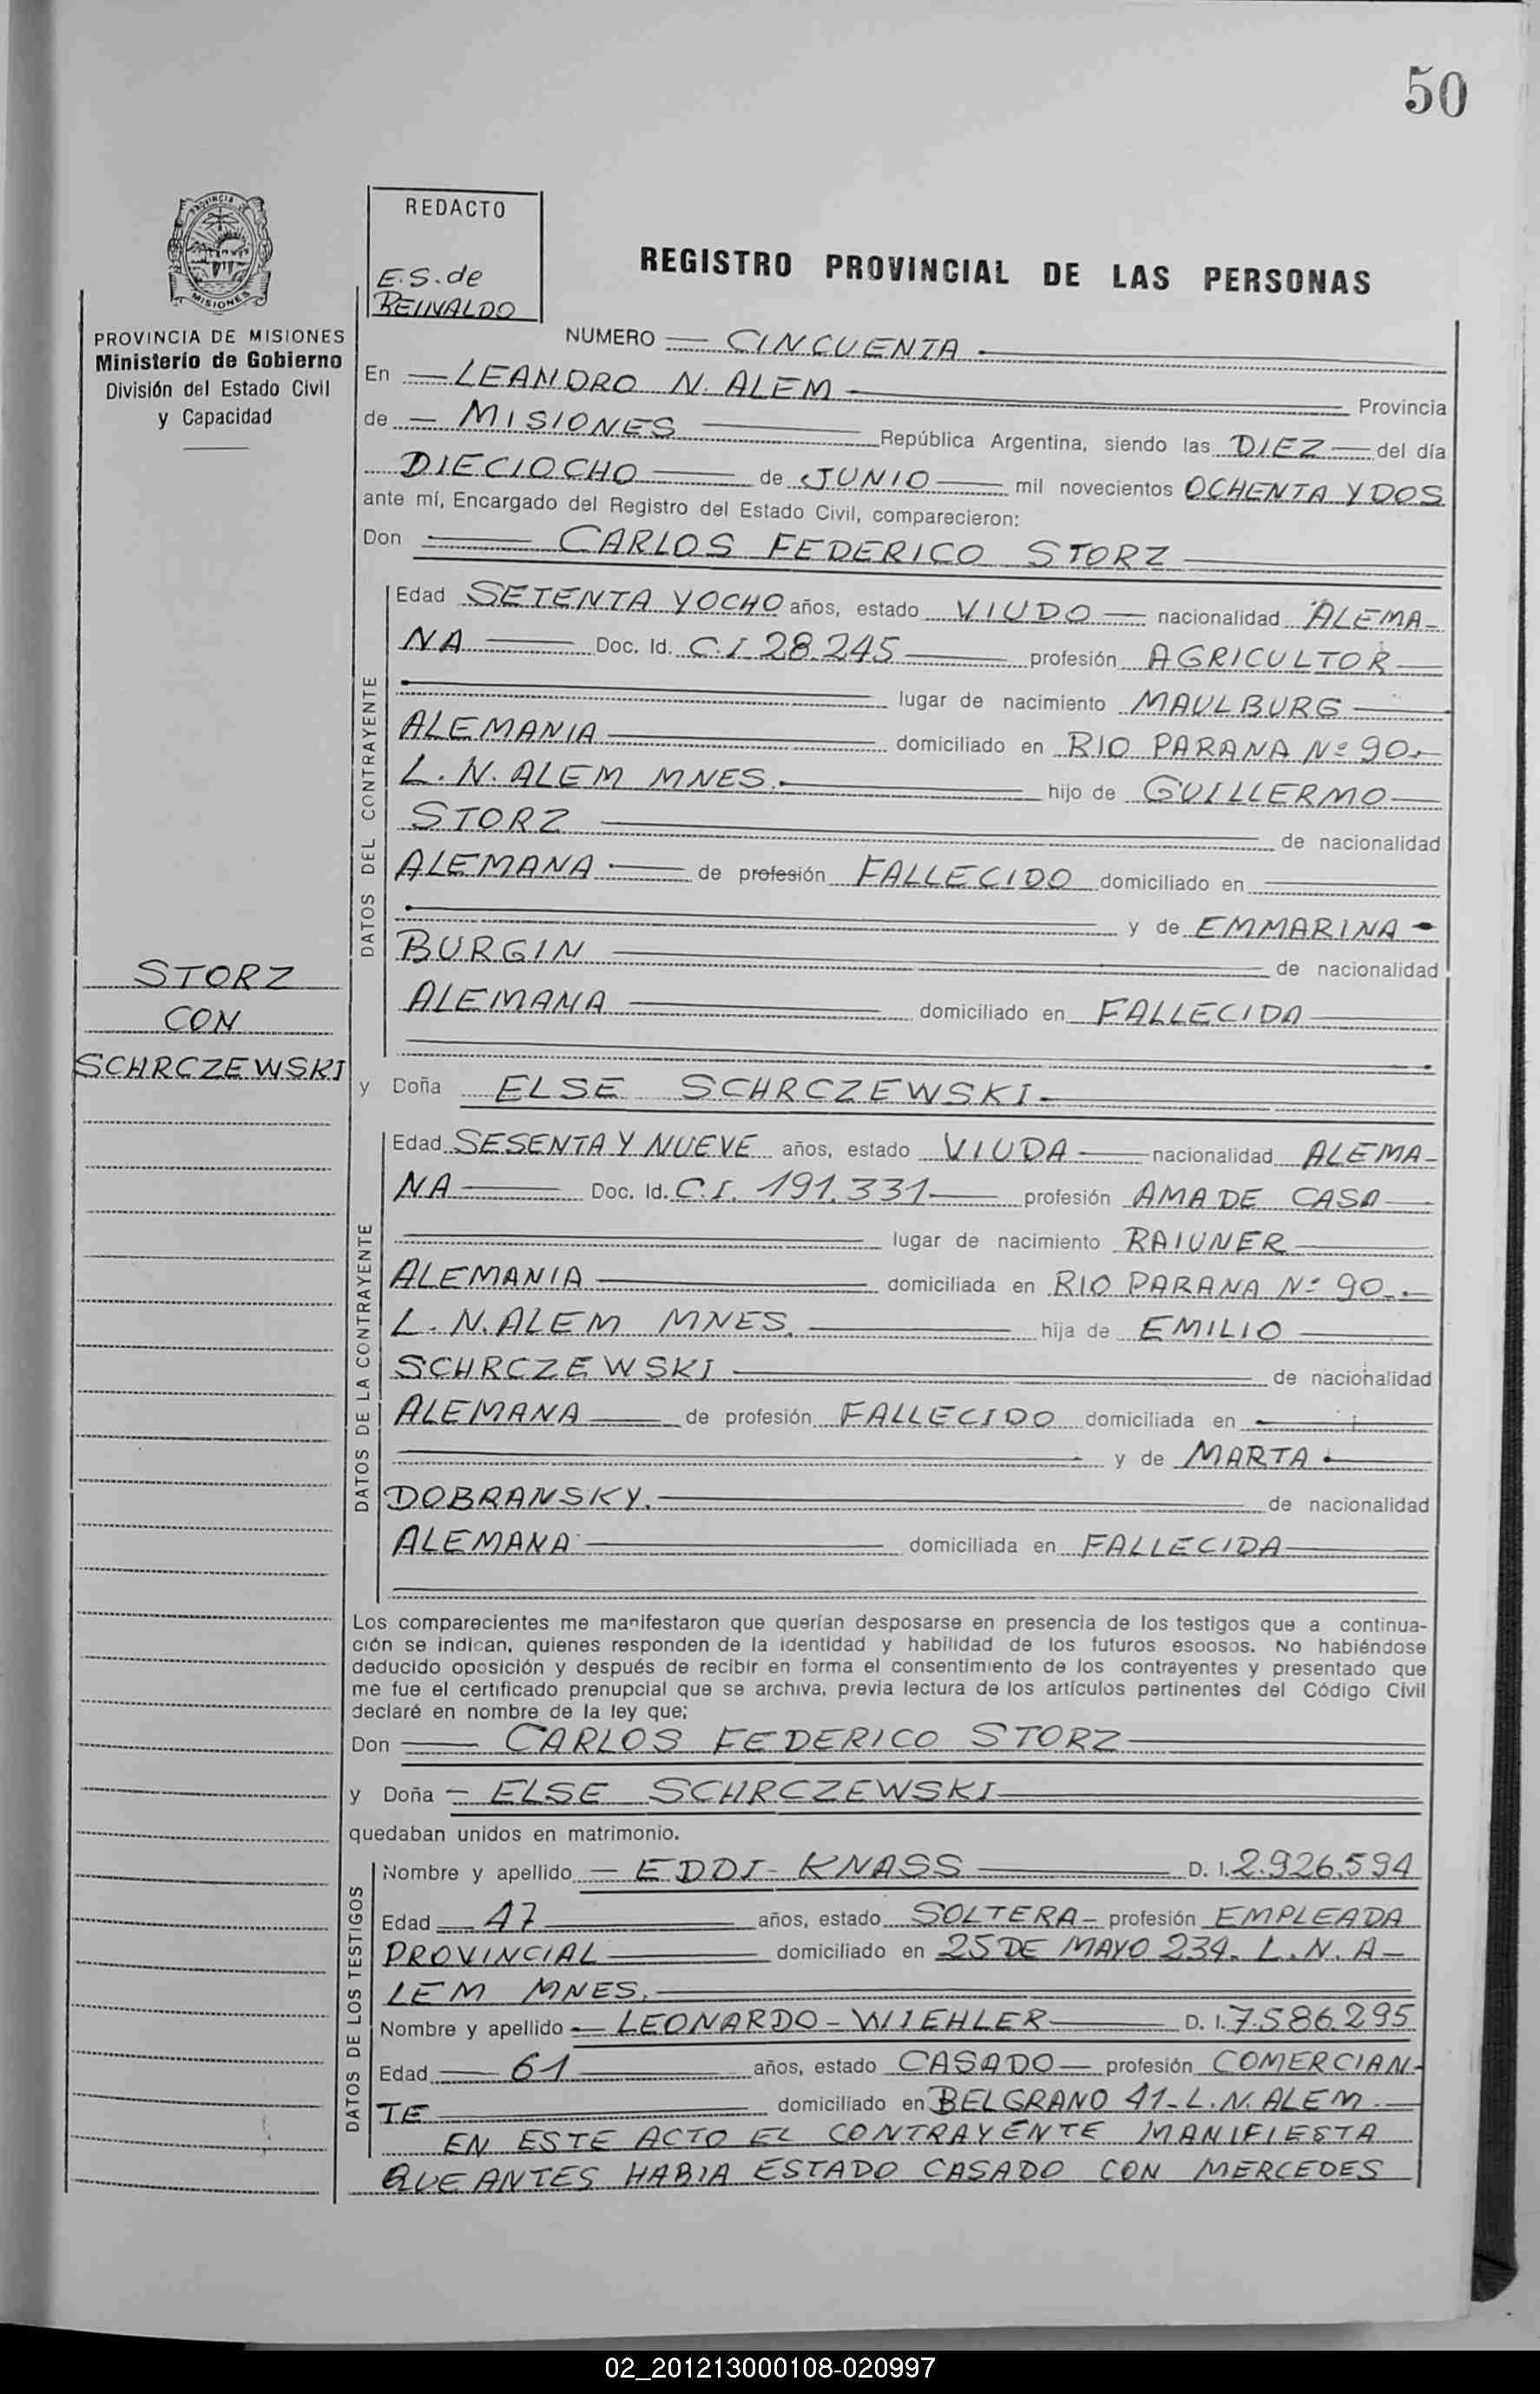 50
PROVINCIA DE
MISIONES
PROVINCIA DE MISIONES
Ministerio de Gobierno
División del Estado Civil
y Capacidad
REDACTO
E.S. de
REINALDO
REGISTRO PROVINCIAL DE LAS PERSONAS
NUMERO CINCUENTA
En LEANDRO N. ALEM Provincia
de MISIONES República Argentina, siendo las DIEZ del día
DIECIOCHO de JUNIO mil novecientos OCHENTA Y DOS
ante mí, Encargado del Registro del Estado Civil, comparecieron:
Don CARLOS FEDERICO STORZ
DATOS DEL CONTRAYENTE
Edad SETENTA Y OCHO años, estado VIUDO nacionalidad ALEMA-
NA Doc. Id. C.I. 28.245 profesión AGRICULTOR
lugar de nacimiento MAULBURG
ALEMANIA domiciliado en RIO PARANA Nº 90.
L. N. ALEM MNES. hijo de GUILLERMO
STORZ de nacionalidad
ALEMANA de profesión FALLECIDO domiciliado en
y de EMMARINA
BURGIN de nacionalidad
ALEMANA domiciliado en FALLECIDA
STORZ
CON
SCHRCZEWSKI
y Doña ELSE SCHRCZEWSKI
DATOS DE LA CONTRAYENTE
Edad SESENTA Y NUEVE años, estado VIUDA nacionalidad ALEMA-
NA Doc. Id. C.I. 191.331 profesión AMA DE CASA
lugar de nacimiento RAIUNER
ALEMANIA domiciliada en RIO PARANA Nº 90.
L. N. ALEM MNES. hija de EMILIO
SCHRCZEWSKI de nacionalidad
ALEMANA de profesión FALLECIDO domiciliada en
y de MARTA
DOBRANSKY. de nacionalidad
ALEMANA domiciliada en FALLECIDA
Los comparecientes me manifestaron que querían desposarse en presencia de los testigos que a continua-
ción se indican, quienes responden de la identidad y habilidad de los futuros esposos. No habiéndose
deducido oposición y después de recibir en forma el consentimiento de los contrayentes y presentado que
me fue el certificado prenupcial que se archiva, previa lectura de los artículos pertinentes del Código Civil
declaré en nombre de la ley que;
Don CARLOS FEDERICO STORZ
y Doña ELSE SCHRCZEWSKI
quedaban unidos en matrimonio.
DATOS DE LOS TESTIGOS
Nombre y apellido EDDI KNASS D. I. 2.926.594
Edad 47 años, estado SOLTERA profesión EMPLEADA
PROVINCIAL domiciliado en 25 DE MAYO 234 - L. N. A-
LEM MNES.
Nombre y apellido LEONARDO - WIEHLER D. I. 7.586.295
Edad 61 años, estado CASADO profesión COMERCIAN-
TE domiciliado en BELGRANO 41 - L. N. ALEM
EN ESTE ACTO EL CONTRAYENTE MANIFIESTA
QUE ANTES HABIA ESTADO CASADO CON MERCEDES
02_201213000108-020997